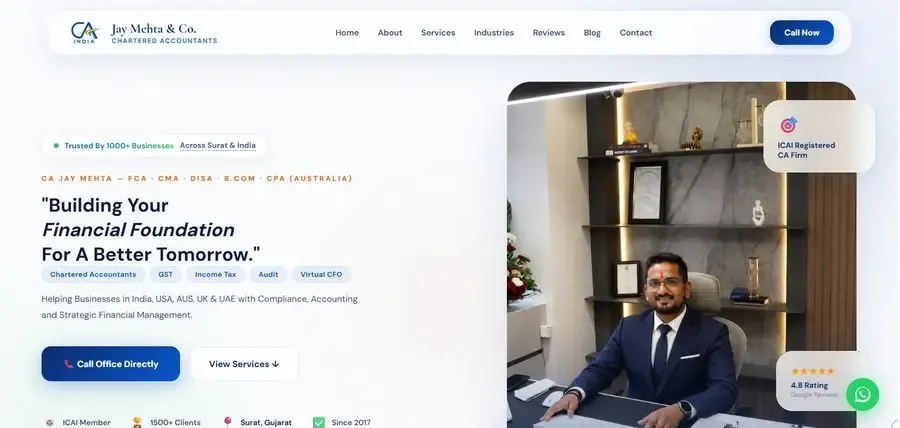 CA
INDIA
Jay Mehta & Co.
CHARTERED ACCOUNTANTS
Home About Services Industries Reviews Blog Contact
Call Now
Trusted By 1000+ Businesses Across Surat & India
CA JAY MEHTA — FCA · CMA · DISA · B.COM · CPA (AUSTRALIA)
"Building Your
Financial Foundation
For A Better Tomorrow."
Chartered Accountants GST Income Tax Audit Virtual CFO
Helping Businesses in India, USA, AUS, UK & UAE with Compliance, Accounting
and Strategic Financial Management.
Call Office Directly View Services ↓
ICAI Member 1500+ Clients Surat, Gujarat Since 2017
ICAI Registered
CA Firm
4.8 Rating
Google Reviews